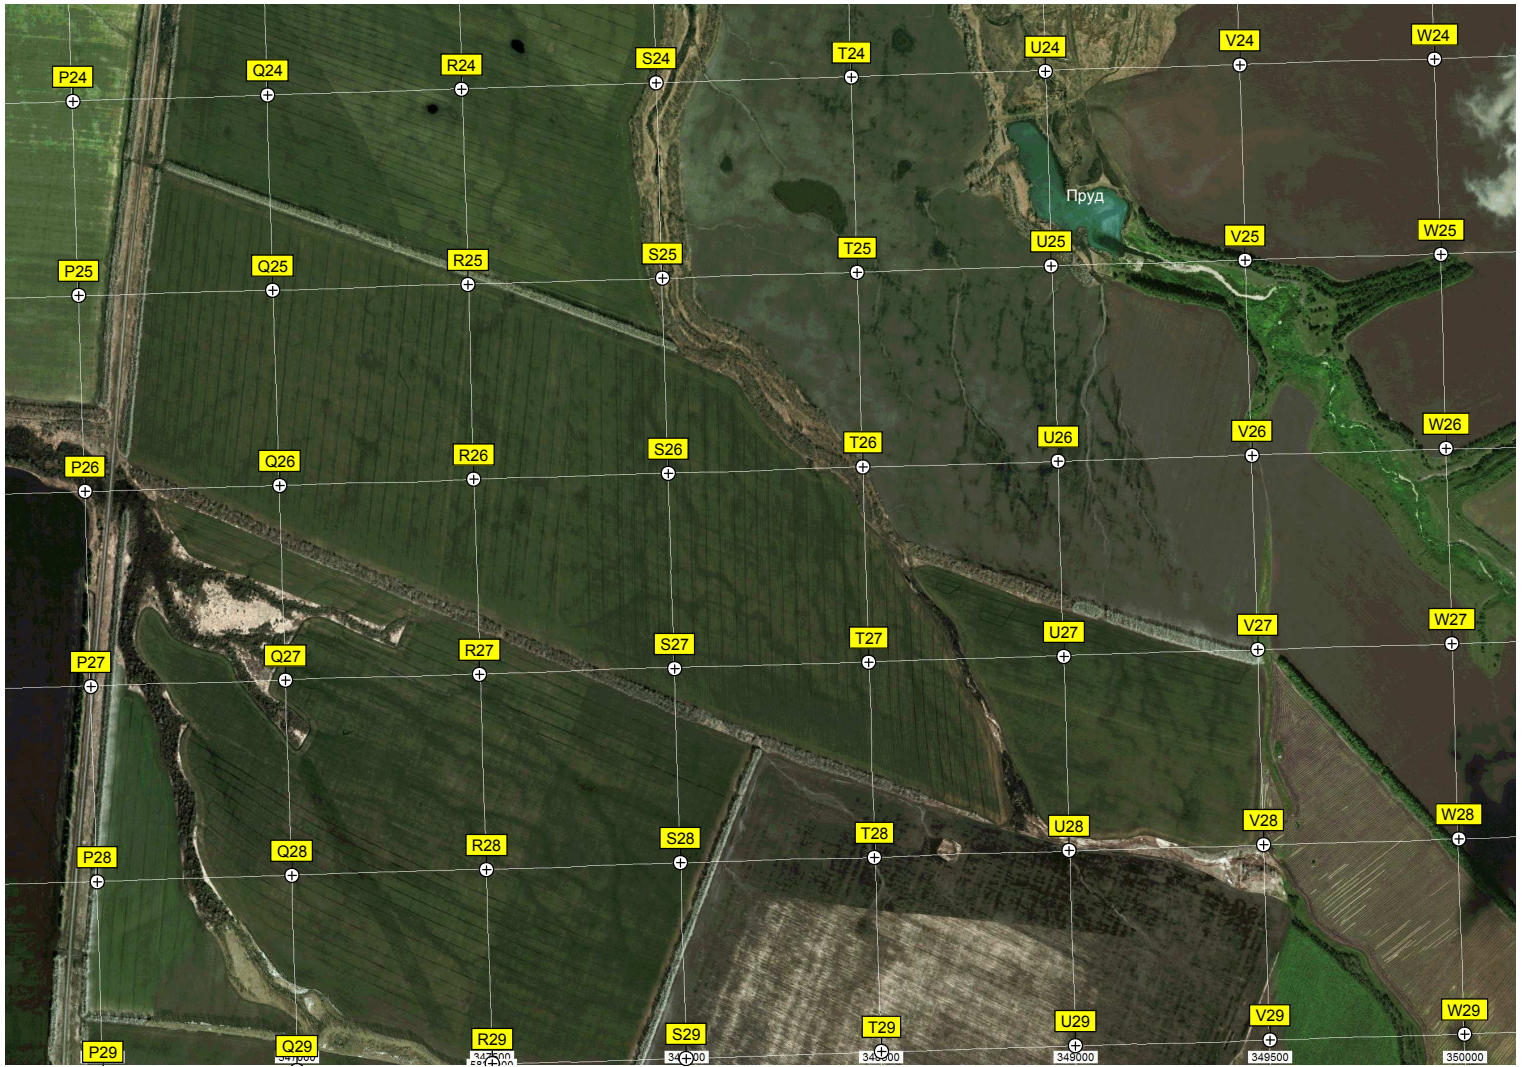 P24 Q24 R24 S24 T24 U24 V24 W24
Пруд
P25 Q25 R25 S25 T25 U25 V25 W25
P26 Q26 R26 S26 T26 U26 V26 W26
P27 Q27 R27 S27 T27 U27 V27 W27
P28 Q28 R28 S28 T28 U28 V28 W28
P29 Q29 R29 S29 T29 U29 V29 W29
349000 349500 350000